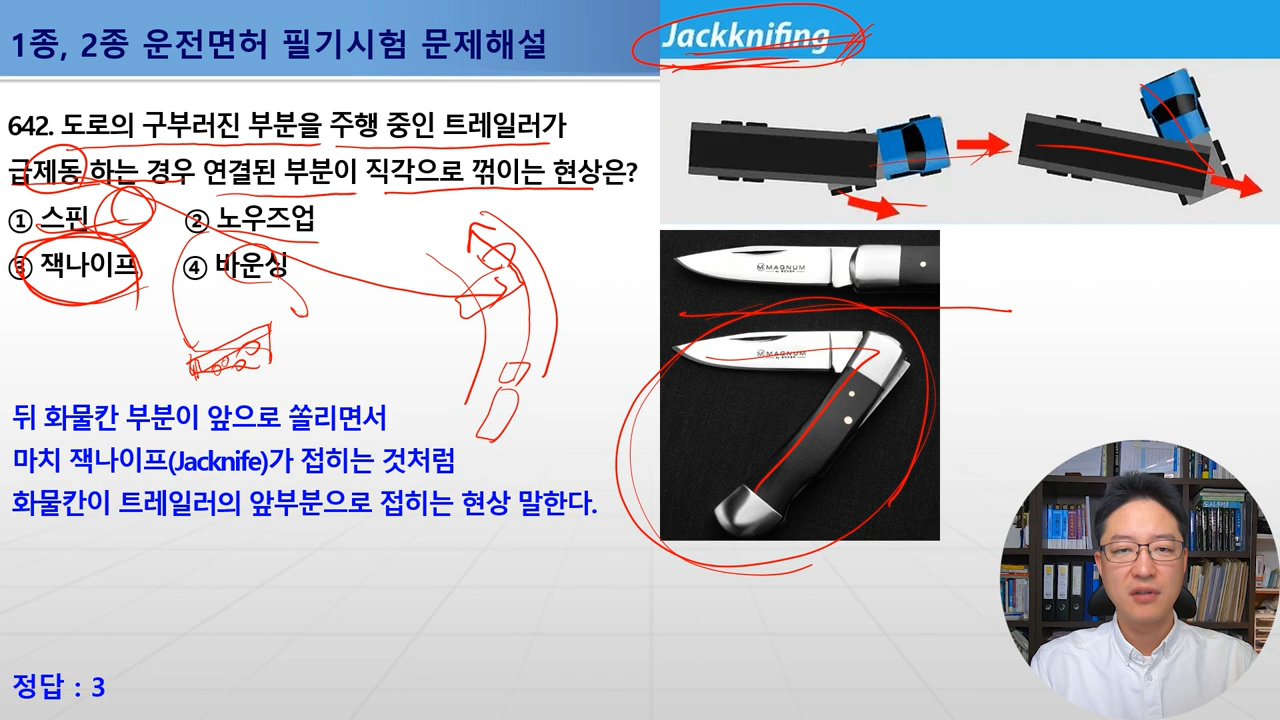 1종, 2종 운전면허 필기시험 문제해설
Jackknifing
642. 도로의 구부러진 부분을 주행 중인 트레일러가
급제동 하는 경우 연결된 부분이 직각으로 꺾이는 현상은?
① 스핀 ② 노우즈업
③ 잭나이프 ④ 바운싱
MAGNUM
MAGNUM
뒤 화물칸 부분이 앞으로 쏠리면서
마치 잭나이프(Jacknife)가 접히는 것처럼
화물칸이 트레일러의 앞부분으로 접히는 현상 말한다.
정답 : 3